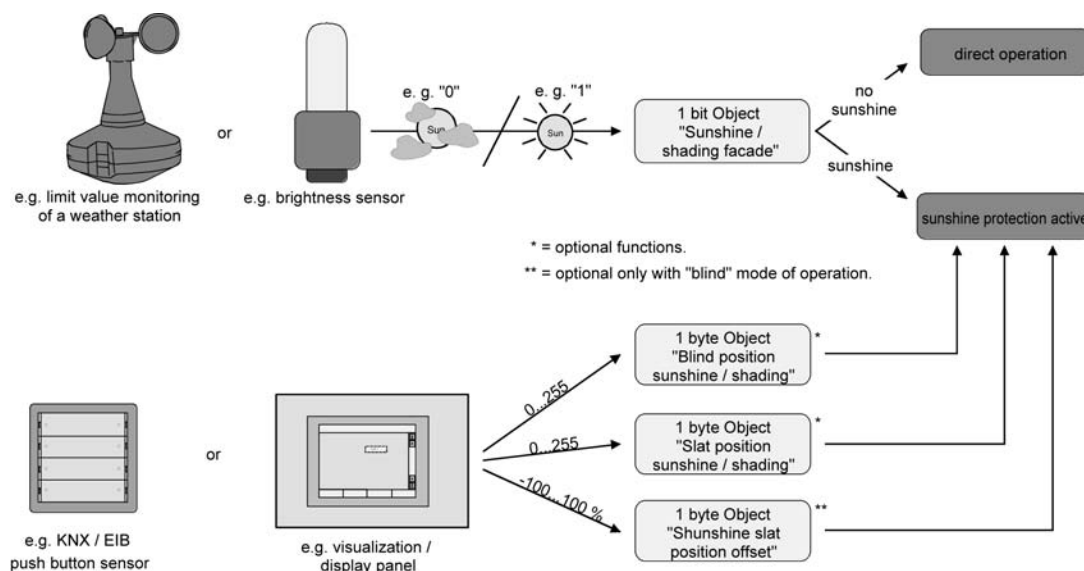 direct operation
e. g. "0"
e. g. "1"
no
sunshine
Sun
Sun
1 bit Object
"Sunshine /
shading facade"
or
sunshine
e.g. limit value monitoring
of a weather station
e.g. brightness sensor
sunshine protection active
* = optional functions.
** = optional only with "blind" mode of operation.
1 byte Object
"Blind position
sunshine / shading"
*
0...255
1 byte Object
"Slat position
sunshine / shading"
*
0...255
or
-100...100 %
1 byte Object
"Shunshine slat
position offset"
**
e.g. KNX / EIB
push button sensor
e.g. visualization /
display panel